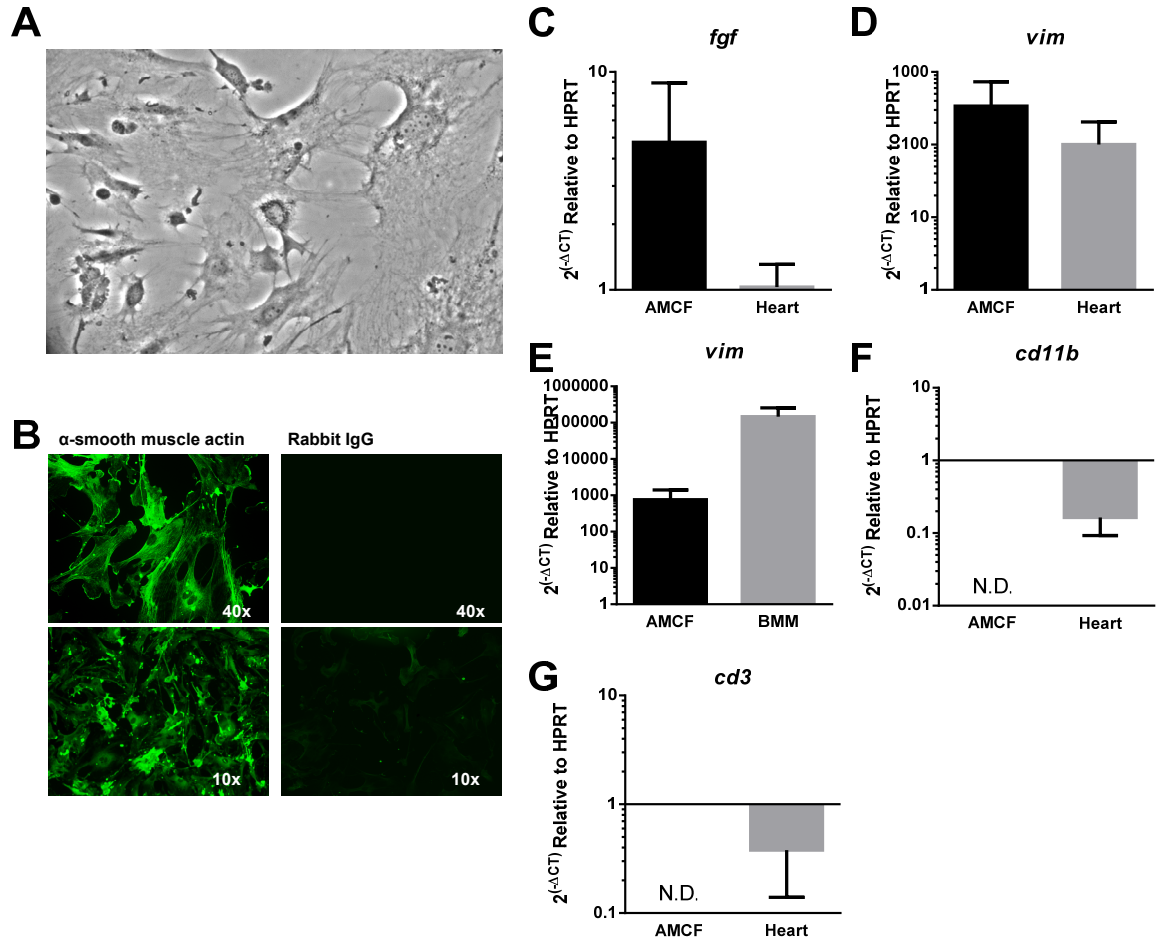 A
B
α-smooth muscle actin
Rabbit IgG
40x
40x
10x
10x
C
fgf
2(-ΔCT) Relative to HPRT
10
1
AMCF
Heart
D
vim
2(-ΔCT) Relative to HPRT
1000
100
10
1
AMCF
Heart
E
vim
2(-ΔCT) Relative to HPRT
1000000
100000
10000
1000
100
10
1
AMCF
BMM
F
cd11b
2(-ΔCT) Relative to HPRT
10
1
0.1
0.01
N.D.
AMCF
Heart
G
cd3
2(-ΔCT) Relative to HPRT
10
1
0.1
N.D.
AMCF
Heart